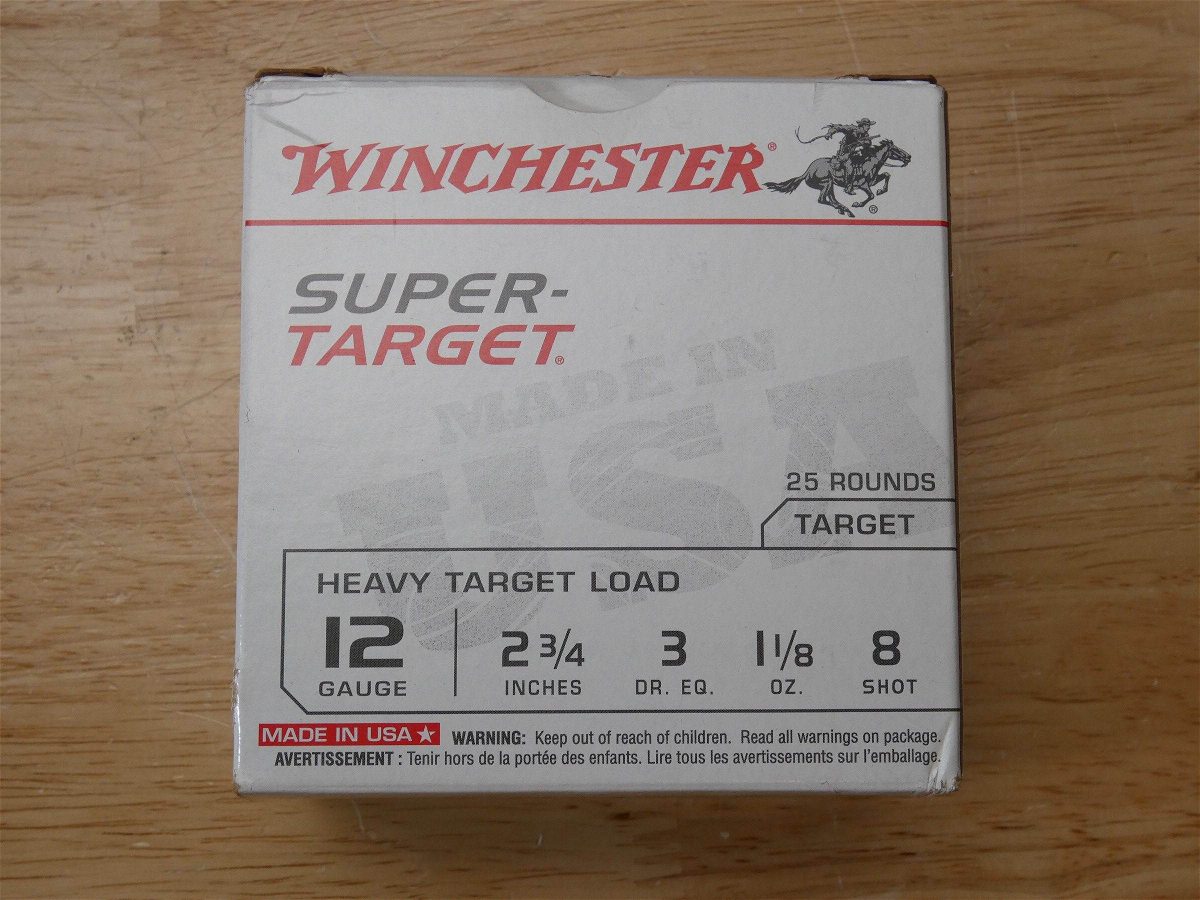 WINCHESTER®
®
SUPER-
TARGET®
MADE IN
USA
25 ROUNDS
TARGET
HEAVY TARGET LOAD
12 2 3/4 3 1 1/8 8
GAUGE INCHES DR. EQ. OZ. SHOT
MADE IN USA★ WARNING: Keep out of reach of children. Read all warnings on package.
AVERTISSEMENT : Tenir hors de la portée des enfants. Lire tous les avertissements sur l'emballage.